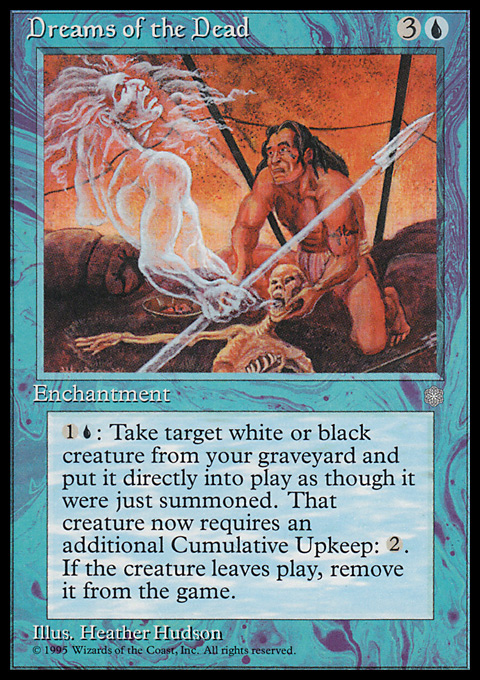 Dreams of the Dead 3
Enchantment
1 : Take target white or black
creature from your graveyard and
put it directly into play as though it
were just summoned. That
creature now requires an
additional Cumulative Upkeep: 2.
If the creature leaves play, remove
it from the game.
Illus. Heather Hudson
© 1995 Wizards of the Coast, Inc. All rights reserved.